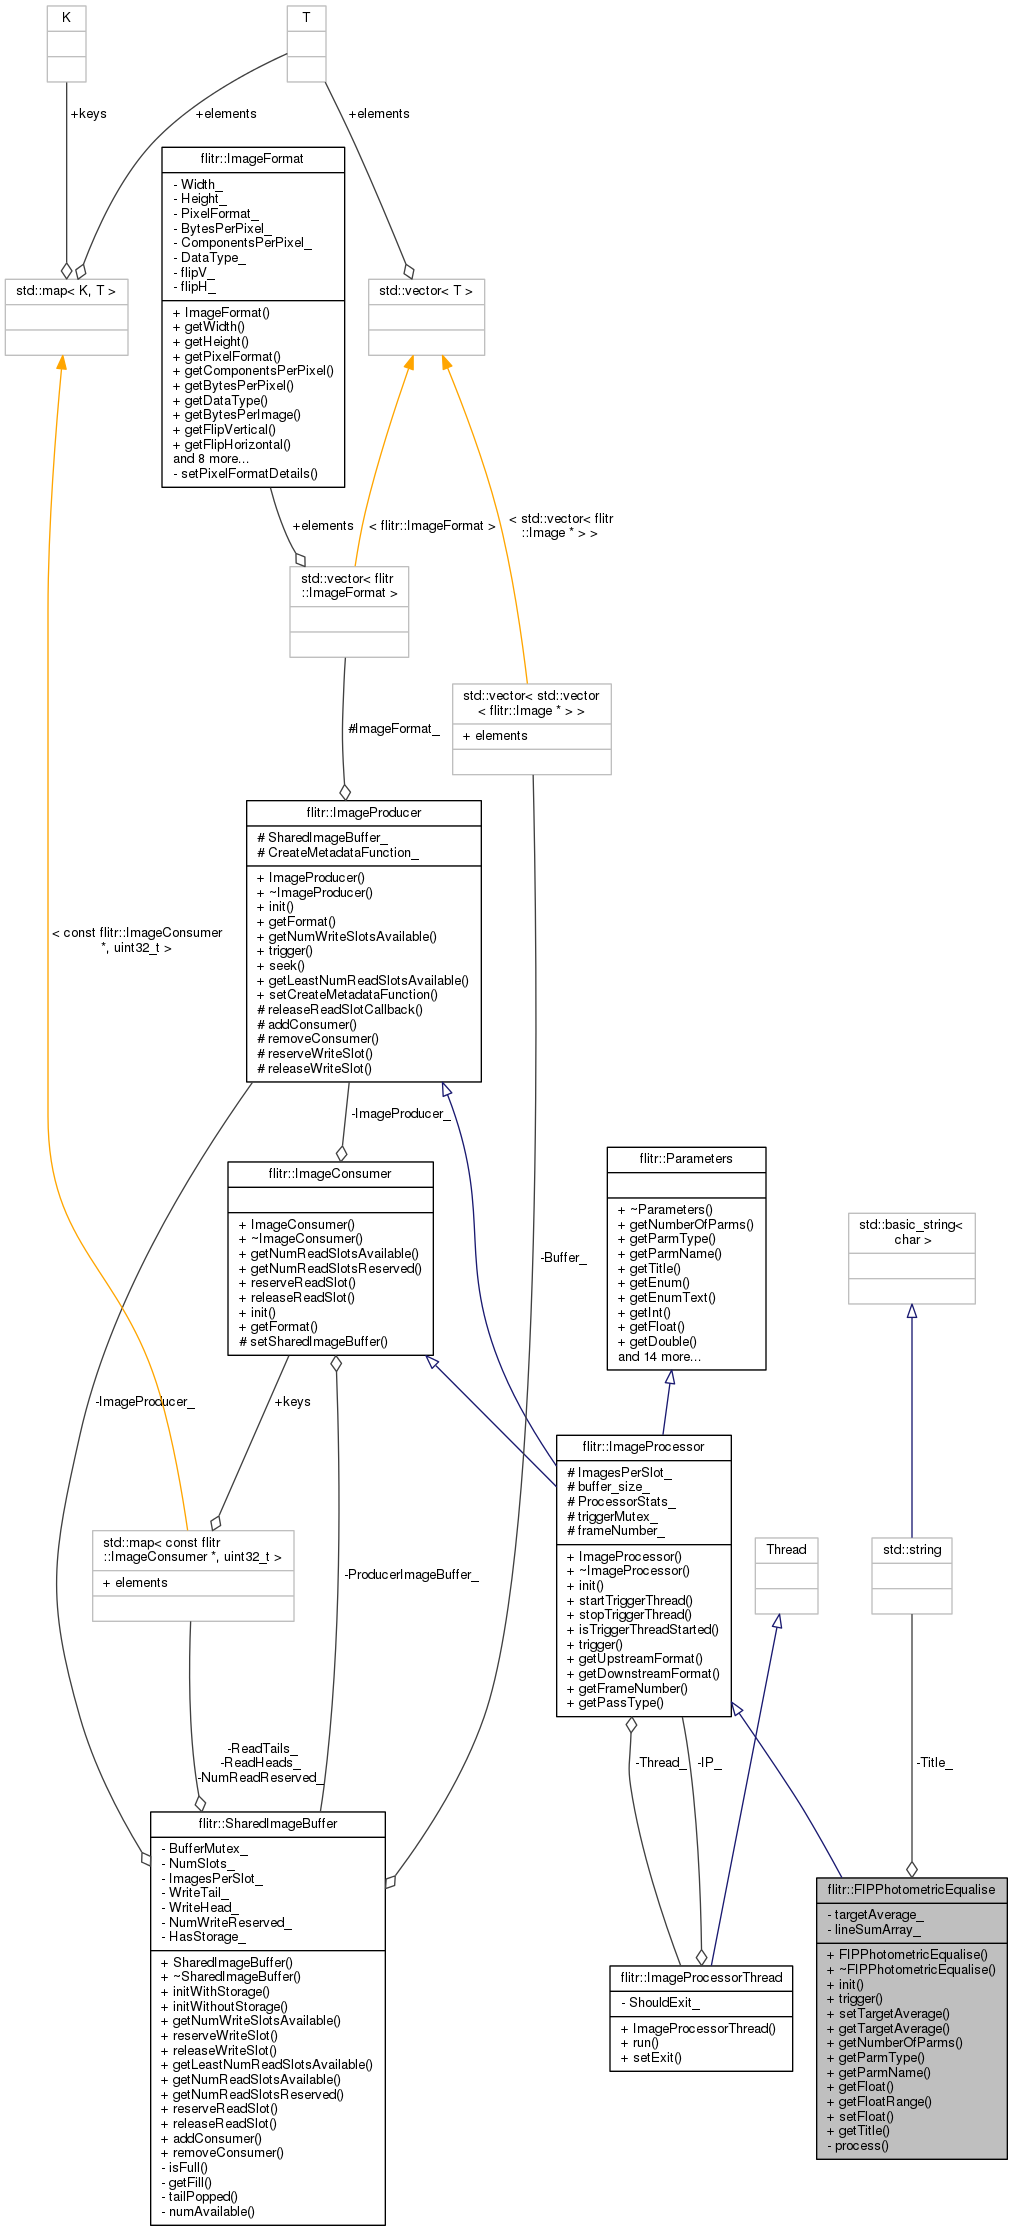 K
T
+keys
+elements
+elements
flitr::ImageFormat
- Width_
- Height_
- PixelFormat_
- BytesPerPixel_
- ComponentsPerPixel_
- DataType_
- flipV_
- flipH_
+ ImageFormat()
+ getWidth()
+ getHeight()
+ getPixelFormat()
+ getComponentsPerPixel()
+ getBytesPerPixel()
+ getDataType()
+ getBytesPerImage()
+ getFlipVertical()
+ getFlipHorizontal()
and 8 more...
- setPixelFormatDetails()
std::map< K, T >
std::vector< T >
+elements
< flitr::ImageFormat >
< std::vector< flitr
::Image * > >
std::vector< flitr
::ImageFormat >
std::vector< std::vector
< flitr::Image * > >
+ elements
#ImageFormat_
flitr::ImageProducer
# SharedImageBuffer_
# CreateMetadataFunction_
+ ImageProducer()
+ ~ImageProducer()
+ init()
+ getFormat()
+ getNumWriteSlotsAvailable()
+ trigger()
+ seek()
+ getLeastNumReadSlotsAvailable()
+ setCreateMetadataFunction()
# releaseReadSlotCallback()
# addConsumer()
# removeConsumer()
# reserveWriteSlot()
# releaseWriteSlot()
< const flitr::ImageConsumer
*, uint32_t >
-ImageProducer_
flitr::ImageConsumer
+ ImageConsumer()
+ ~ImageConsumer()
+ getNumReadSlotsAvailable()
+ getNumReadSlotsReserved()
+ reserveReadSlot()
+ releaseReadSlot()
+ init()
+ getFormat()
# setSharedImageBuffer()
-Buffer_
flitr::Parameters
+ ~Parameters()
+ getNumberOfParms()
+ getParmType()
+ getParmName()
+ getTitle()
+ getEnum()
+ getEnumText()
+ getInt()
+ getFloat()
+ getDouble()
and 14 more...
std::basic_string<
char >
-ImageProducer_
+keys
flitr::ImageProcessor
# ImagesPerSlot_
# buffer_size_
# ProcessorStats_
# triggerMutex_
# frameNumber_
+ ImageProcessor()
+ ~ImageProcessor()
+ init()
+ startTriggerThread()
+ stopTriggerThread()
+ isTriggerThreadStarted()
+ trigger()
+ getUpstreamFormat()
+ getDownstreamFormat()
+ getFrameNumber()
+ getPassType()
std::map< const flitr
::ImageConsumer *, uint32_t >
+ elements
Thread
std::string
-ProducerImageBuffer_
-ReadTails_
-ReadHeads_
-NumReadReserved_
-Thread_
-IP_
-Title_
flitr::SharedImageBuffer
- BufferMutex_
- NumSlots_
- ImagesPerSlot_
- WriteTail_
- WriteHead_
- NumWriteReserved_
- HasStorage_
+ SharedImageBuffer()
+ ~SharedImageBuffer()
+ initWithStorage()
+ initWithoutStorage()
+ getNumWriteSlotsAvailable()
+ reserveWriteSlot()
+ releaseWriteSlot()
+ getLeastNumReadSlotsAvailable()
+ getNumReadSlotsAvailable()
+ getNumReadSlotsReserved()
+ reserveReadSlot()
+ releaseReadSlot()
+ addConsumer()
+ removeConsumer()
- isFull()
- getFill()
- tailPopped()
- numAvailable()
flitr::ImageProcessorThread
- ShouldExit_
+ ImageProcessorThread()
+ run()
+ setExit()
flitr::FIPPhotometricEqualise
- targetAverage_
- lineSumArray_
+ FIPPhotometricEqualise()
+ ~FIPPhotometricEqualise()
+ init()
+ trigger()
+ setTargetAverage()
+ getTargetAverage()
+ getNumberOfParms()
+ getParmType()
+ getParmName()
+ getFloat()
+ getFloatRange()
+ setFloat()
+ getTitle()
- process()